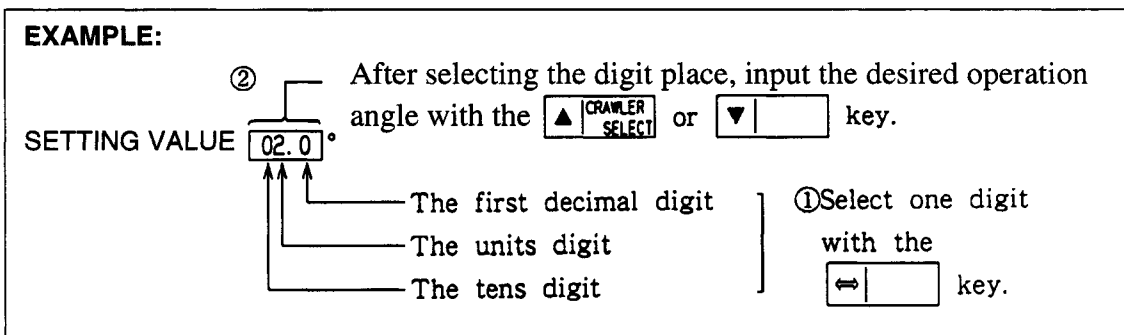 EXAMPLE:
② After selecting the digit place, input the desired operation
angle with the ▲ CRAWLER SELECT or ▼ key.
SETTING VALUE 02.0°
The first decimal digit
The units digit
The tens digit
①Select one digit
with the
⇔ key.